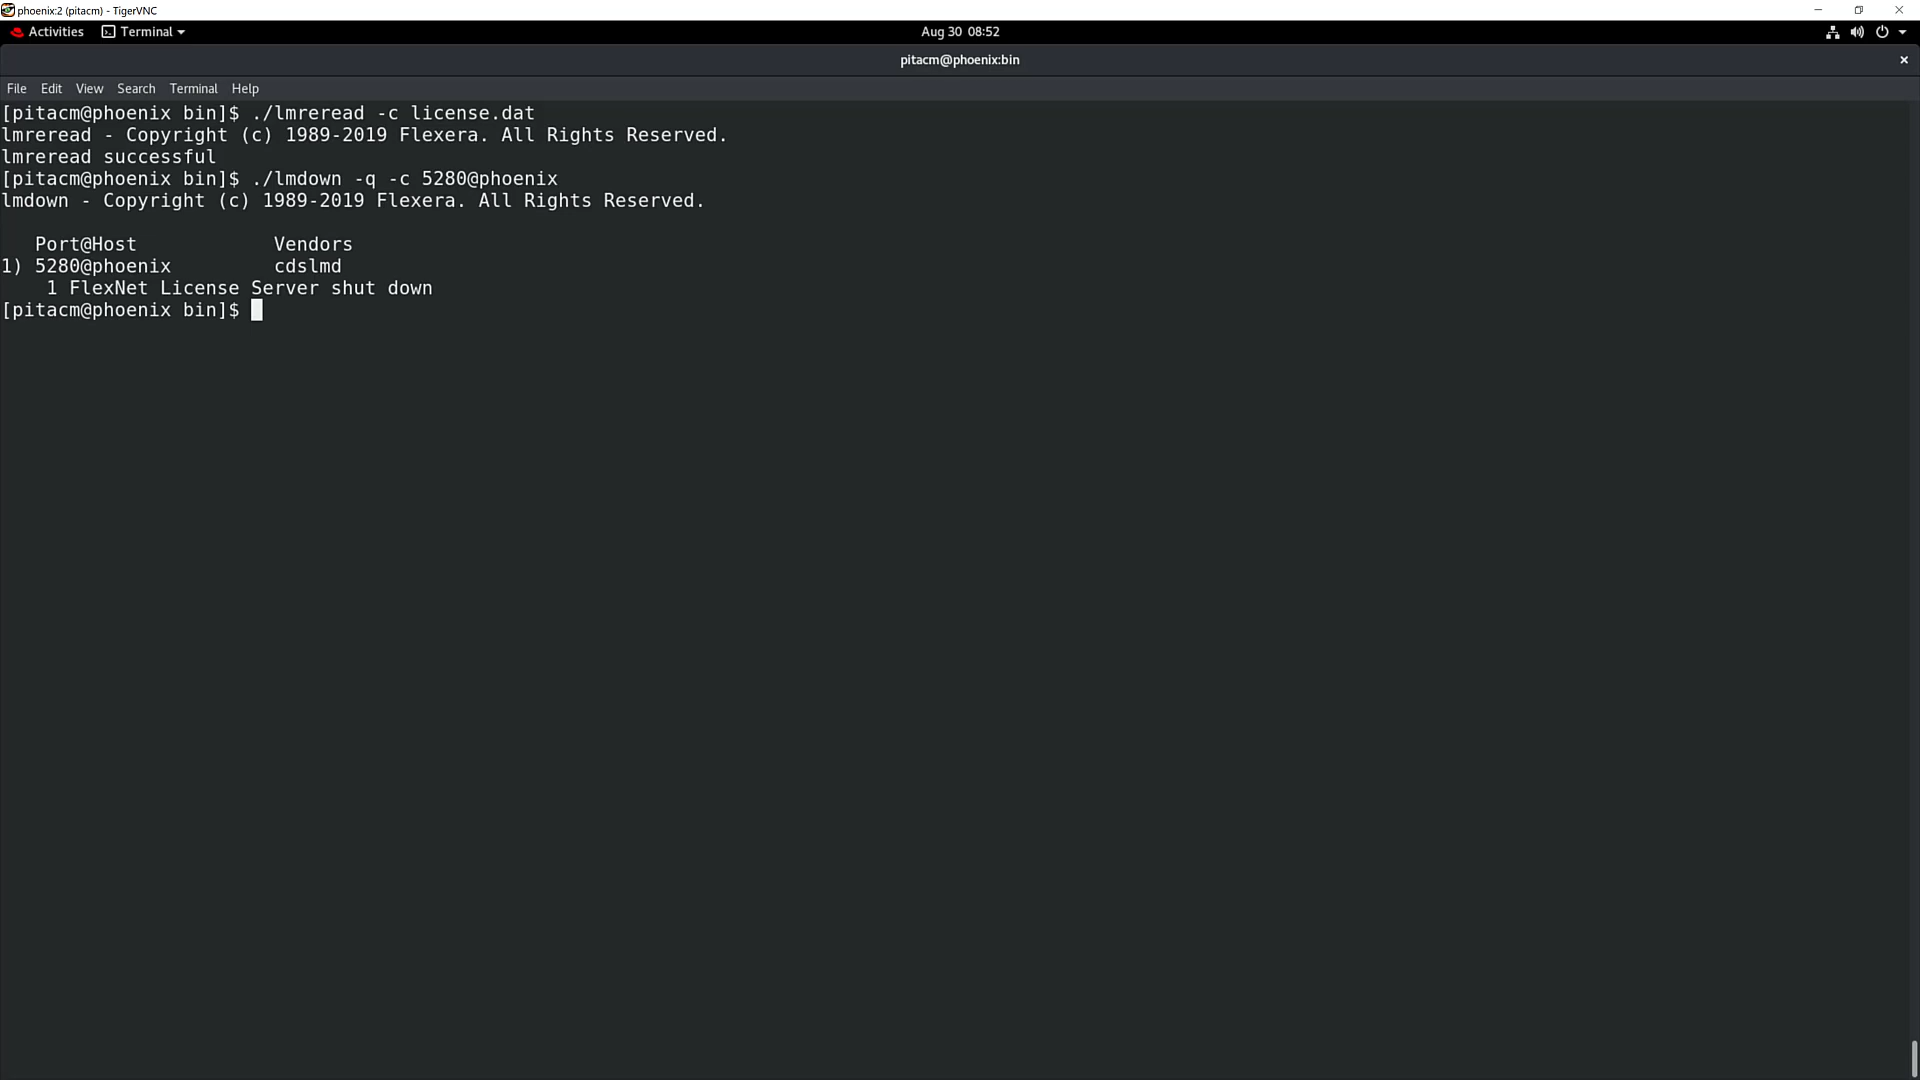 phoenix:2 (pitacm) - TigerVNC
Activities Terminal Aug 30 08:52
pitacm@phoenix:bin
File Edit View Search Terminal Help
[pitacm@phoenix bin]$ ./lmreread -c license.dat
lmreread - Copyright (c) 1989-2019 Flexera. All Rights Reserved.
lmreread successful
[pitacm@phoenix bin]$ ./lmdown -q -c 5280@phoenix
lmdown - Copyright (c) 1989-2019 Flexera. All Rights Reserved.
Port@Host Vendors
1) 5280@phoenix cdslmd
1 FlexNet License Server shut down
[pitacm@phoenix bin]$